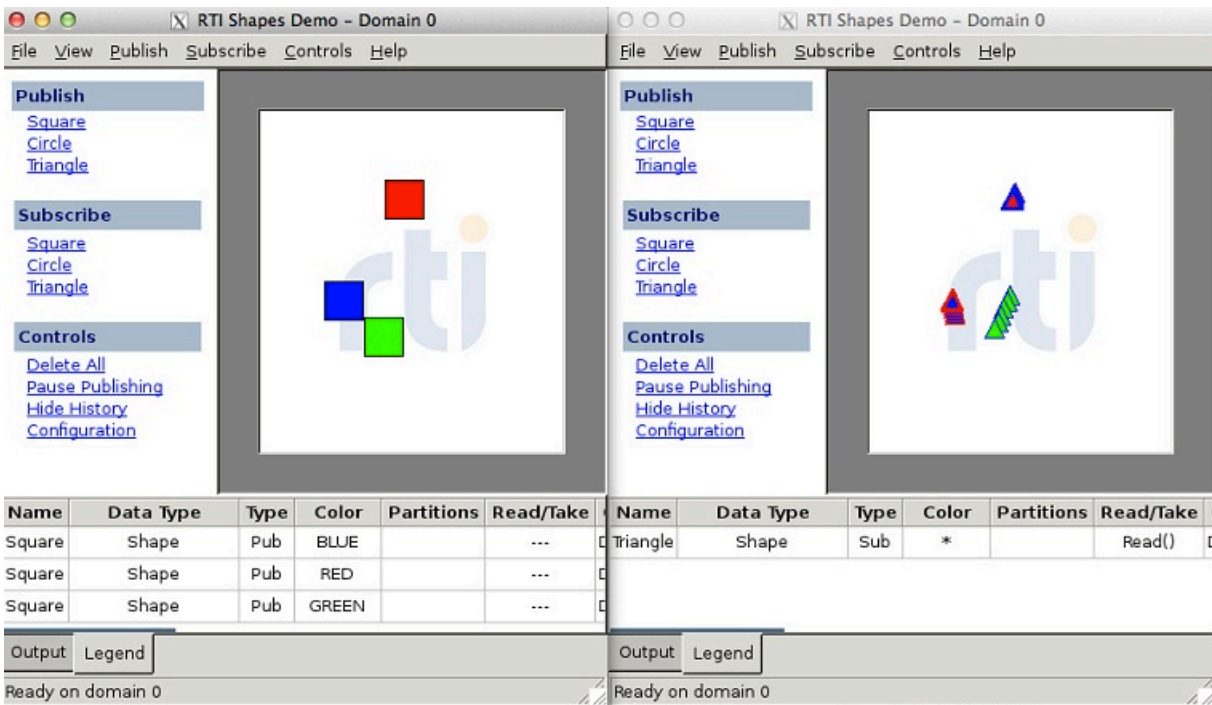 RTI Shapes Demo – Domain 0
File View Publish Subscribe Controls Help
Publish
Square
Circle
Triangle
Subscribe
Square
Circle
Triangle
Controls
Delete All
Pause Publishing
Hide History
Configuration
rti
Name Data Type Type Color Partitions Read/Take
Square Shape Pub BLUE ---
Square Shape Pub RED ---
Square Shape Pub GREEN ---
Output Legend
Ready on domain 0
RTI Shapes Demo – Domain 0
File View Publish Subscribe Controls Help
Publish
Square
Circle
Triangle
Subscribe
Square
Circle
Triangle
Controls
Delete All
Pause Publishing
Hide History
Configuration
rti
Name Data Type Type Color Partitions Read/Take
Triangle Shape Sub * Read()
Output Legend
Ready on domain 0